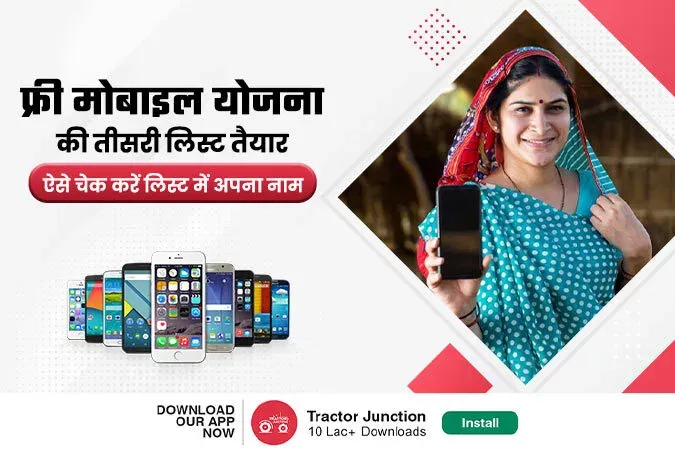 फ्री मोबाइल योजना
की तीसरी लिस्ट तैयार
ऐसे चेक करें लिस्ट में अपना नाम
DOWNLOAD
OUR APP
NOW
Tractor Junction
10 Lac+ Downloads
Install